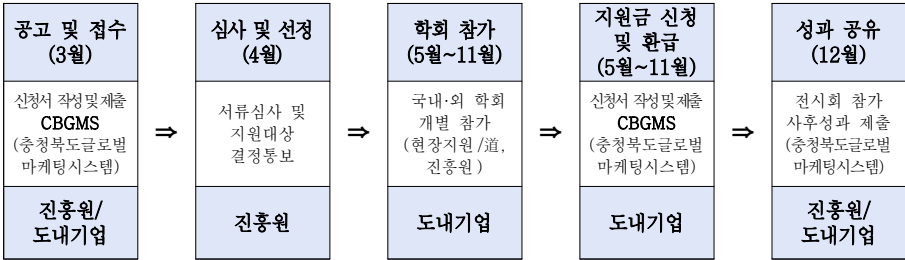 공고 및 접수
(3월)
신청서 작성및제출
CBGMS
(충청북도글로벌
마케팅시스템)
진흥원/
도내기업
⇒
심사 및 선정
(4월)
서류심사 및
지원대상
결정통보
진흥원
⇒
학회 참가
(5월~11월)
국내·외 학회
개별 참가
(현장지원/道,
진흥원)
도내기업
⇒
지원금 신청
및 환급
(5월~11월)
신청서 작성및제출
CBGMS
(충청북도글로벌
마케팅시스템)
도내기업
⇒
성과 공유
(12월)
전시회 참가
사후성과 제출
(충청북도글로벌
마케팅시스템)
진흥원/
도내기업